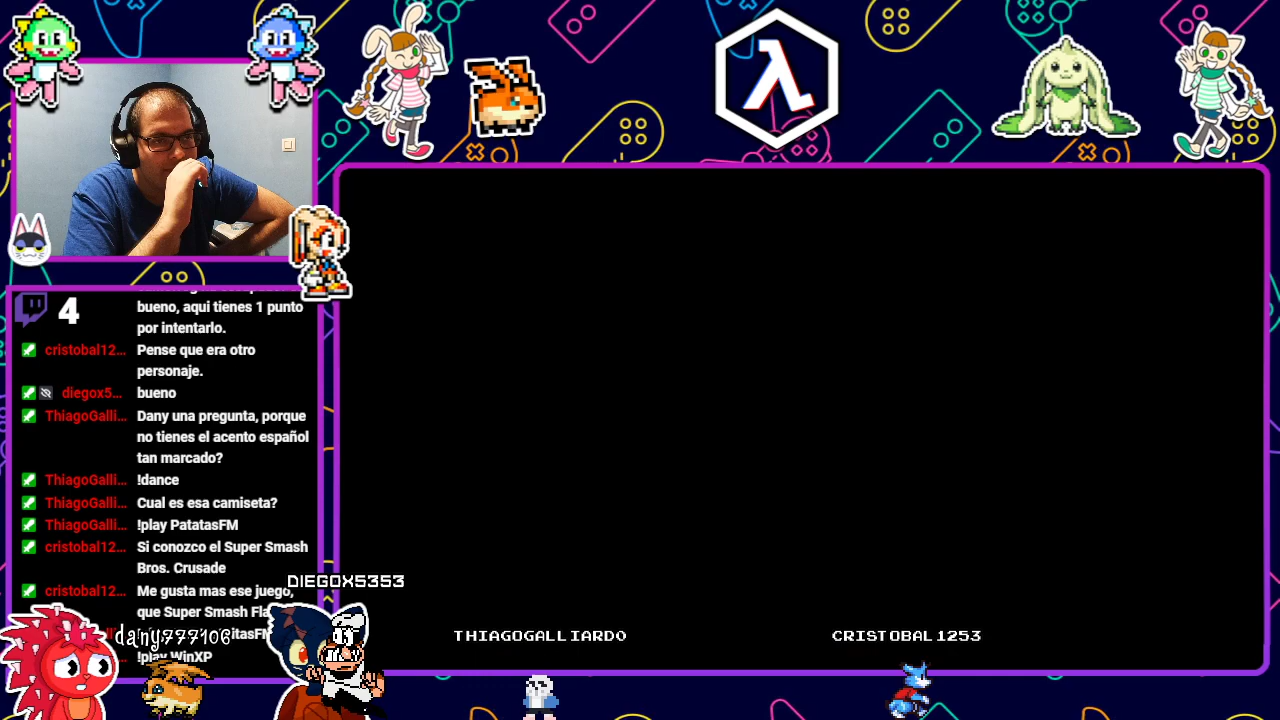 4
bueno, aqui tienes 1 punto
por intentarlo.
cristobal12... Pense que era otro
personaje.
diegox5... bueno
ThiagoGalli... Dany una pregunta, porque
no tienes el acento español
tan marcado?
ThiagoGalli... !dance
ThiagoGalli... Cual es esa camiseta?
ThiagoGalli... !play PatatasFM
cristobal12... Si conozco el Super Smash
Bros. Crusade
cristobal12... Me gusta mas ese juego,
que Super Smash
!play WinXP
DIEGOX5353
dany777106
THIAGOGALLIARDO
CRISTOBAL1253